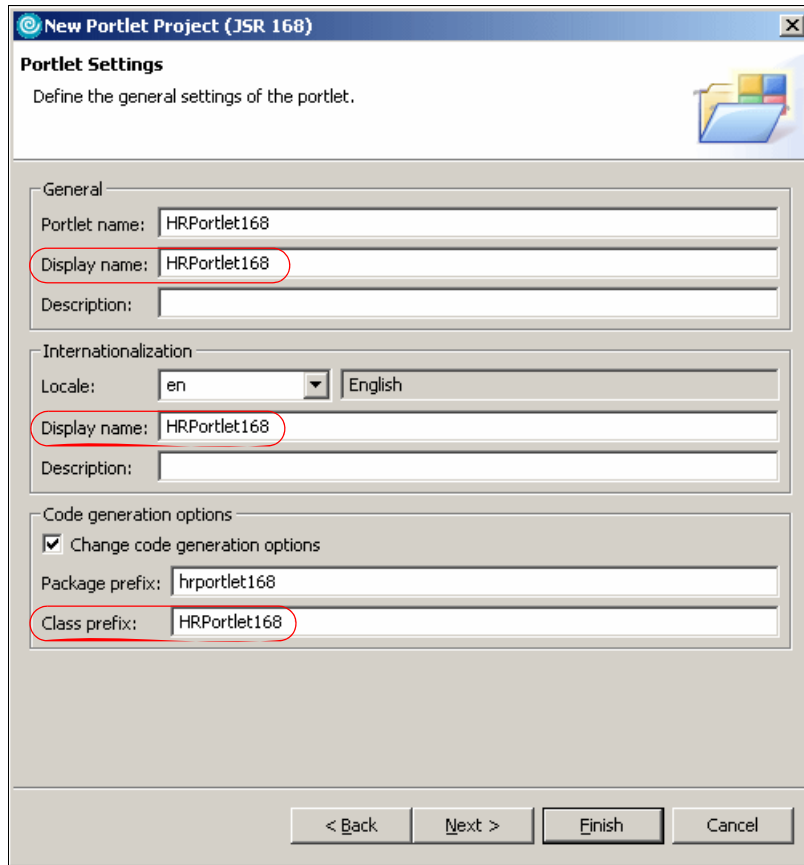 New Portlet Project (JSR 168)
Portlet Settings
Define the general settings of the portlet.
General
Portlet name: HRPortlet168
Display name: HRPortlet168
Description:
Internationalization
Locale: en English
Display name: HRPortlet168
Description:
Code generation options
Change code generation options
Package prefix: hrportlet168
Class prefix: HRPortlet168
< Back Next > Finish Cancel